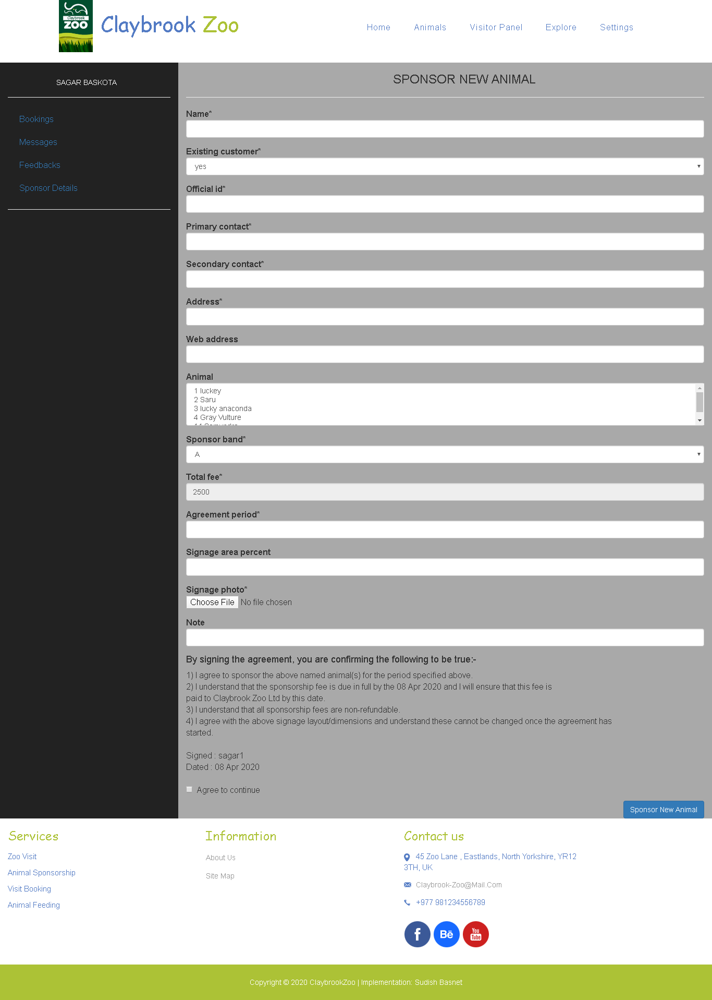 Claybrook
ZOO
Claybrook Zoo
Home
Animals
Visitor Panel
Explore
Settings
SAGAR BASKOTA
Bookings
Messages
Feedbacks
Sponsor Details
SPONSOR NEW ANIMAL
Name*
Existing customer*
yes
Official id*
Primary contact*
Secondary contact*
Address*
Web address
Animal
1 luckey
2 Saru
3 lucky anaconda
4 Gray Vulture
Sponsor band*
A
Total fee*
2500
Agreement period*
Signage area percent
Signage photo*
Choose File No file chosen
Note
By signing the agreement, you are confirming the following to be true:-
1) I agree to sponsor the above named animal(s) for the period specified above.
2) I understand that the sponsorship fee is due in full by the 08 Apr 2020 and I will ensure that this fee is
paid to Claybrook Zoo Ltd by this date.
3) I understand that all sponsorship fees are non-refundable.
4) I agree with the above signage layout/dimensions and understand these cannot be changed once the agreement has
started.
Signed : sagar1
Dated : 08 Apr 2020
Agree to continue
Sponsor New Animal
Services
Zoo Visit
Animal Sponsorship
Visit Booking
Animal Feeding
Information
About Us
Site Map
Contact us
45 Zoo Lane , Eastlands, North Yorkshire, YR12
3TH, UK
Claybrook-Zoo@Mail.Com
+977 981234556789
f
Bē
You
Tube
Copyright © 2020 ClaybrookZoo | Implementation: Sudish Basnet